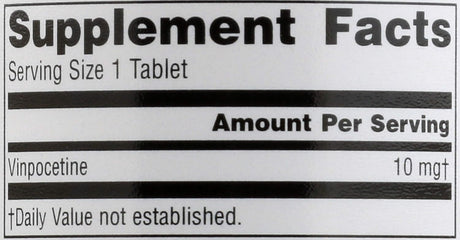 Supplement Facts
Serving Size 1 Tablet
Amount Per Serving
Vinpocetine 10 mg†
†Daily Value not established.